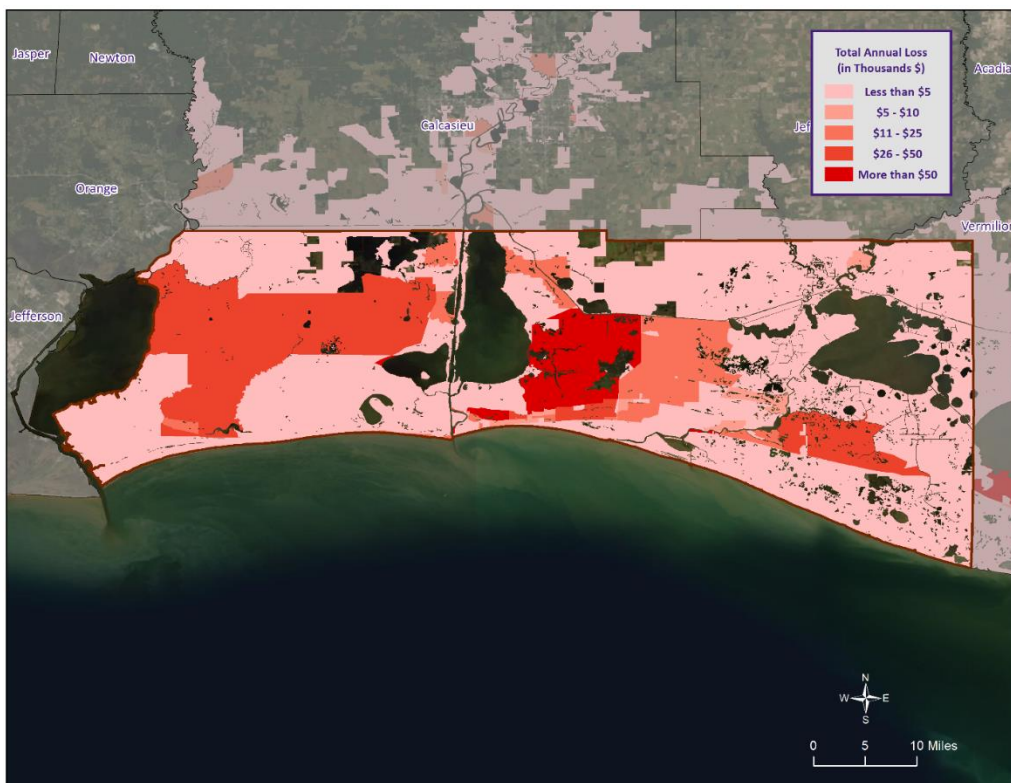 Jasper
Newton
Total Annual Loss
(in Thousands $)
Less than $5
$5 - $10
$11 - $25
$26 - $50
More than $50
Acadia
Calcasieu
Orange
Vermilion
Jefferson
N
W
E
S
0
5
10 Miles